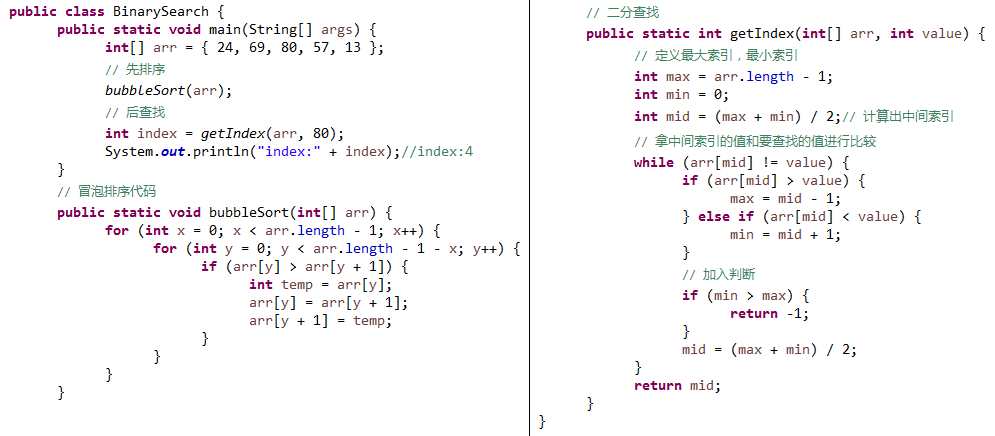 public class BinarySearch {
public static void main(String[] args) {
int[] arr = { 24, 69, 80, 57, 13 };
// 先排序
bubbleSort(arr);
// 后查找
int index = getIndex(arr, 80);
System.out.println("index:" + index);//index:4
}
// 冒泡排序代码
public static void bubbleSort(int[] arr) {
for (int x = 0; x < arr.length - 1; x++) {
for (int y = 0; y < arr.length - 1 - x; y++) {
if (arr[y] > arr[y + 1]) {
int temp = arr[y];
arr[y] = arr[y + 1];
arr[y + 1] = temp;
}
}
}
}
// 二分查找
public static int getIndex(int[] arr, int value) {
// 定义最大索引，最小索引
int max = arr.length - 1;
int min = 0;
int mid = (max + min) / 2;// 计算出中间索引
// 拿中间索引的值和要查找的值进行比较
while (arr[mid] != value) {
if (arr[mid] > value) {
max = mid - 1;
} else if (arr[mid] < value) {
min = mid + 1;
}
// 加入判断
if (min > max) {
return -1;
}
mid = (max + min) / 2;
}
return mid;
}
}